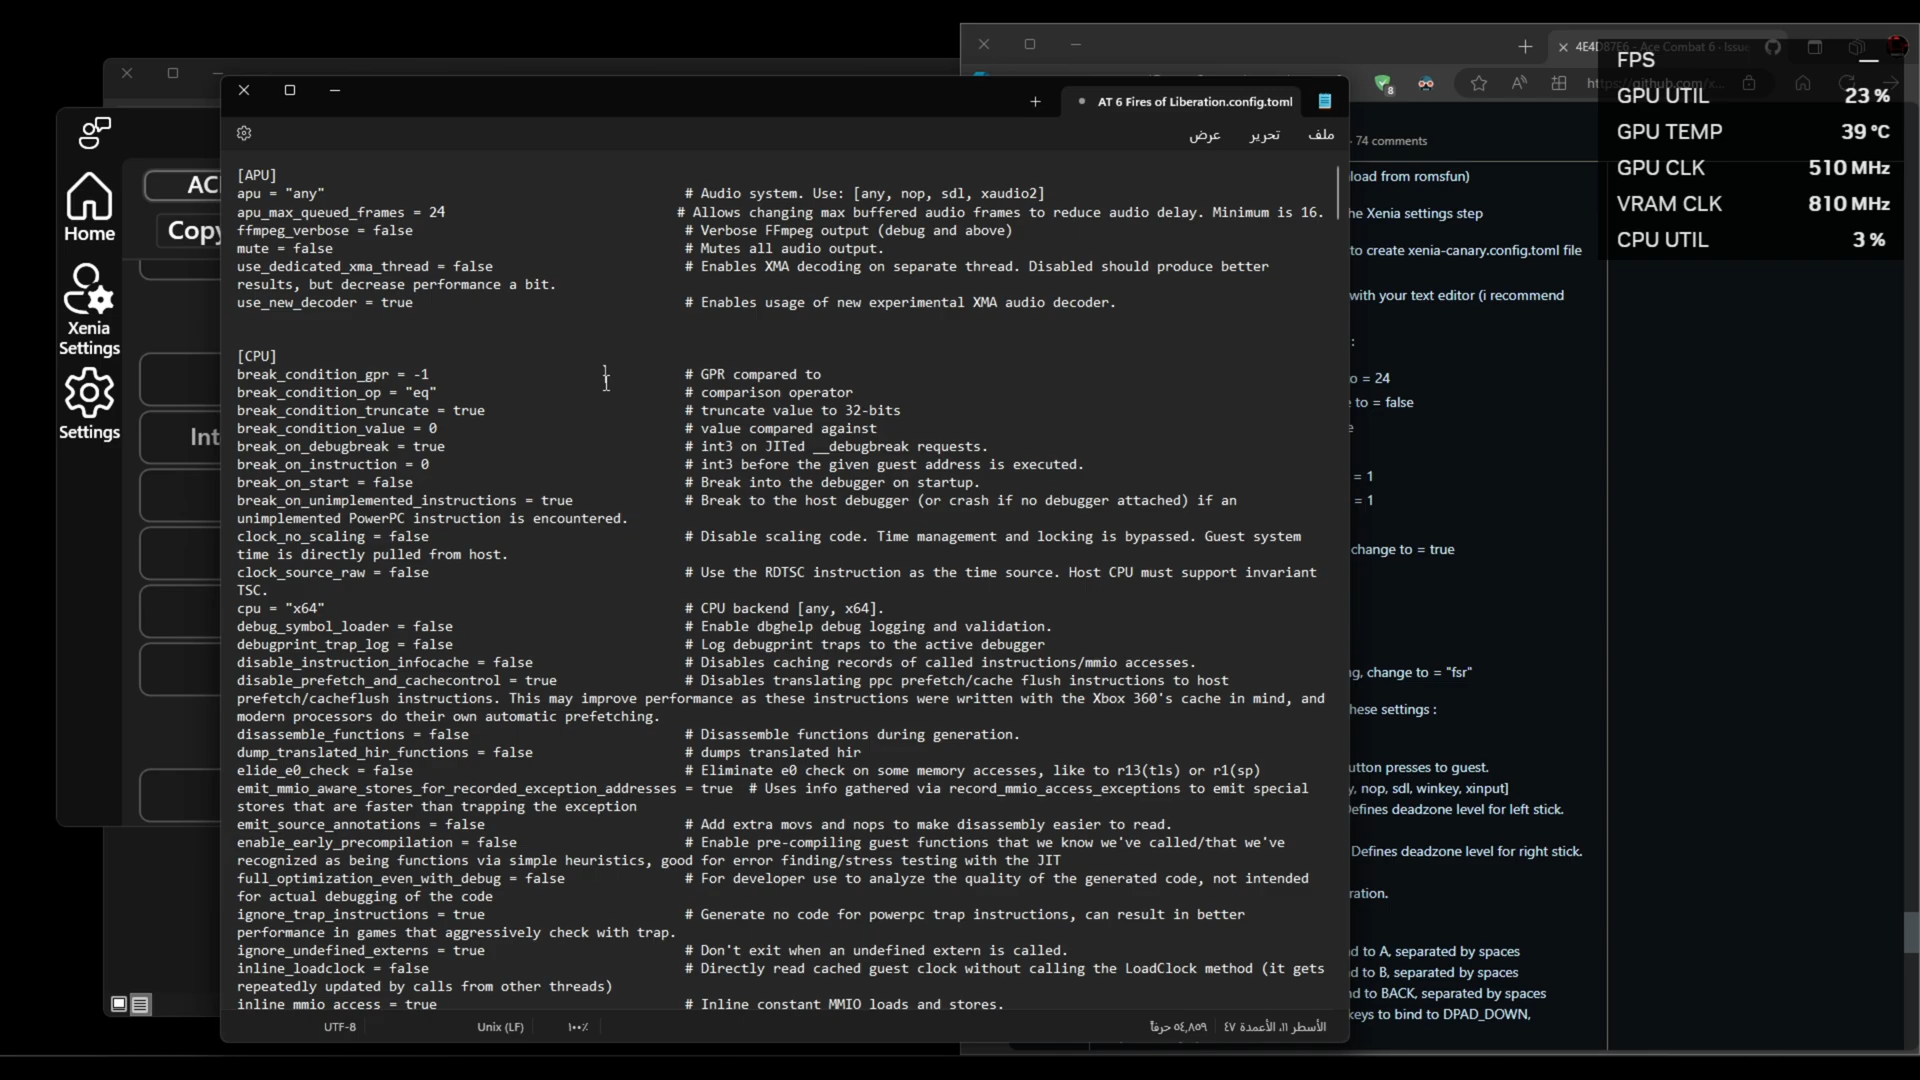 AT 6 Fires of Liberation.config.toml
ملف
تحرير
عرض
[APU]
apu = "any" # Audio system. Use: [any, nop, sdl, xaudio2]
apu_max_queued_frames = 24 # Allows changing max buffered audio frames to reduce audio delay. Minimum is 16.
ffmpeg_verbose = false # Verbose FFmpeg output (debug and above)
mute = false # Mutes all audio output.
use_dedicated_xma_thread = false # Enables XMA decoding on separate thread. Disabled should produce better
results, but decrease performance a bit.
use_new_decoder = true # Enables usage of new experimental XMA audio decoder.
[CPU]
break_condition_gpr = -1 # GPR compared to
break_condition_op = "eq" # comparison operator
break_condition_truncate = true # truncate value to 32-bits
break_condition_value = 0 # value compared against
break_on_debugbreak = true # int3 on JITed __debugbreak requests.
break_on_instruction = 0 # int3 before the given guest address is executed.
break_on_start = false # Break into the debugger on startup.
break_on_unimplemented_instructions = true # Break to the host debugger (or crash if no debugger attached) if an
unimplemented PowerPC instruction is encountered.
clock_no_scaling = false # Disable scaling code. Time management and locking is bypassed. Guest system
time is directly pulled from host.
clock_source_raw = false # Use the RDTSC instruction as the time source. Host CPU must support invariant
TSC.
cpu = "x64" # CPU backend [any, x64].
debug_symbol_loader = false # Enable dbghelp debug logging and validation.
debugprint_trap_log = false # Log debugprint traps to the active debugger
disable_instruction_infocache = false # Disables caching records of called instructions/mmio accesses.
disable_prefetch_and_cachecontrol = true # Disables translating ppc prefetch/cache flush instructions to host
prefetch/cacheflush instructions. This may improve performance as these instructions were written with the Xbox 360's cache in mind, and
modern processors do their own automatic prefetching.
disassemble_functions = false # Disassemble functions during generation.
dump_translated_hir_functions = false # dumps translated hir
elide_e0_check = false # Eliminate e0 check on some memory accesses, like to r13(tls) or r1(sp)
emit_mmio_aware_stores_for_recorded_exception_addresses = true # Uses info gathered via record_mmio_access_exceptions to emit special
stores that are faster than trapping the exception
emit_source_annotations = false # Add extra movs and nops to make disassembly easier to read.
enable_early_precompilation = false # Enable pre-compiling guest functions that we know we've called/that we've
recognized as being functions via simple heuristics, good for error finding/stress testing with the JIT
full_optimization_even_with_debug = false # For developer use to analyze the quality of the generated code, not intended
for actual debugging of the code
ignore_trap_instructions = true # Generate no code for powerpc trap instructions, can result in better
performance in games that aggressively check with trap.
ignore_undefined_externs = true # Don't exit when an undefined extern is called.
inline_loadclock = false # Directly read cached guest clock without calling the LoadClock method (it gets
repeatedly updated by calls from other threads)
inline_mmio_access = true # Inline constant MMIO loads and stores.
الأسطر ١١، الأعمدة ٤٧
٥٤,٨٥٩ حرفاً
١٠٠٪
Unix (LF)
UTF-8
Home
Xenia
Settings
Settings
AC
Copy
Int
4E4D87E6 - Ace Combat 6 - Issue
https://github.com/x...
8
74 comments
load from romsfun)
he Xenia settings step
to create xenia-canary.config.toml file
with your text editor (i recommend
:
o = 24
to = false
e
= 1
= 1
change to = true
g, change to = "fsr"
hese settings :
utton presses to guest.
y, nop, sdl, winkey, xinput]
Defines deadzone level for left stick.
Defines deadzone level for right stick.
ration.
d to A, separated by spaces
d to B, separated by spaces
nd to BACK, separated by spaces
keys to bind to DPAD_DOWN,
FPS
GPU UTIL 23 %
GPU TEMP 39 °C
GPU CLK 510 MHz
VRAM CLK 810 MHz
CPU UTIL 3 %